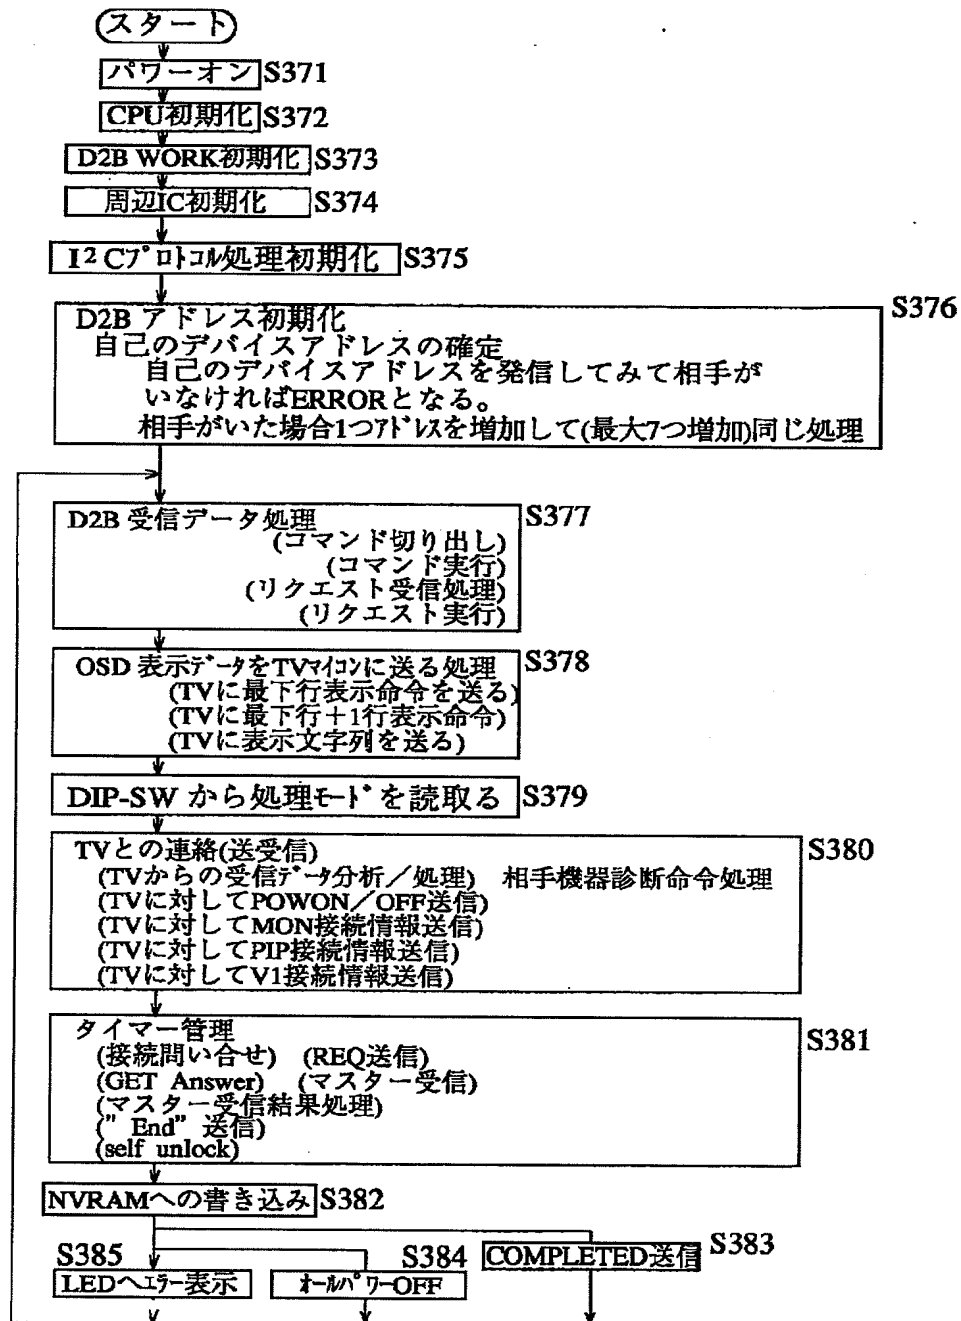 スタート
パワーオン S371
CPU初期化 S372
D2B WORK初期化 S373
周辺IC初期化 S374
I²Cプロトコル処理初期化 S375
S376
D2B アドレス初期化
自己のデバイスアドレスの確定
自己のデバイスアドレスを発信してみて相手が
いなければERRORとなる。
相手がいた場合1つアドレスを増加して(最大7つ増加)同じ処理
D2B 受信データ処理 S377
(コマンド切り出し)
(コマンド実行)
(リクエスト受信処理)
(リクエスト実行)
OSD 表示データをTVマイコンに送る処理 S378
(TVに最下行表示命令を送る)
(TVに最下行+1行表示命令)
(TVに表示文字列を送る)
DIP-SW から処理モードを読取る S379
TVとの連絡(送受信) S380
(TVからの受信データ分析/処理) 相手機器診断命令処理
(TVに対してPOWON/OFF送信)
(TVに対してMON接続情報送信)
(TVに対してPIP接続情報送信)
(TVに対してV1接続情報送信)
タイマー管理 S381
(接続問い合せ) (REQ送信)
(GET Answer) (マスター受信)
(マスター受信結果処理)
(" End" 送信)
(self unlock)
NVRAMへの書き込み S382
S385 S384 COMPLETED送信 S383
LEDへエラー表示 オールパワーOFF